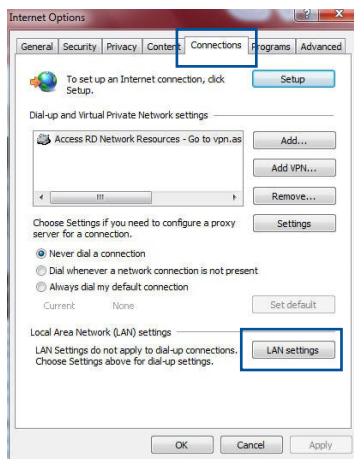 Internet Options
General Security Privacy Content Connections Programs Advanced
To set up an Internet connection, click
Setup.
Setup
Dial-up and Virtual Private Network settings
Access RD Network Resources - Go to vpn.as
Add...
Add VPN...
Remove...
Choose Settings if you need to configure a proxy
server for a connection.
Settings
Never dial a connection
Dial whenever a network connection is not present
Always dial my default connection
Current None
Set default
Local Area Network (LAN) settings
LAN Settings do not apply to dial-up connections.
Choose Settings above for dial-up settings.
LAN settings
OK Cancel Apply